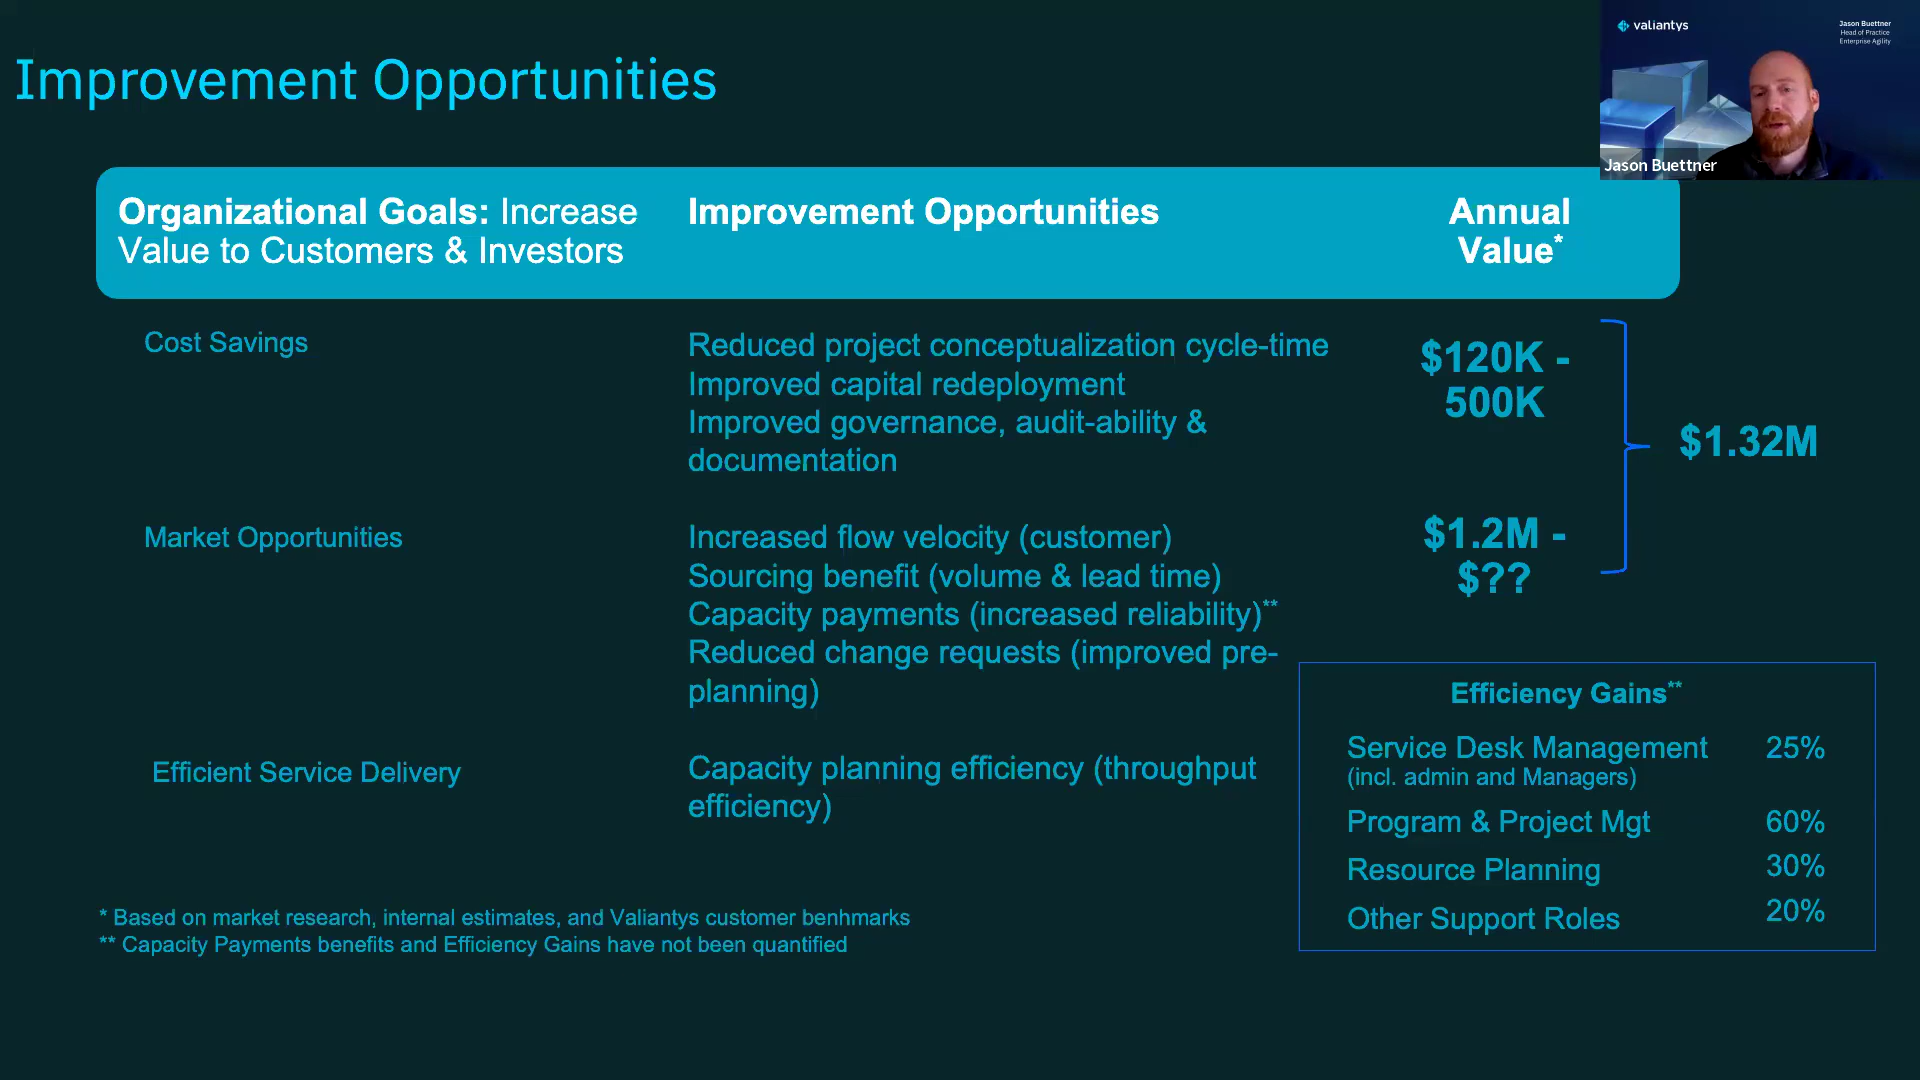 Improvement Opportunities
valiantys
Jason Buettner
Head of Practice
Enterprise Agility
Jason Buettner
Organizational Goals: Increase
Value to Customers & Investors
Improvement Opportunities
Annual
Value*
Cost Savings
Reduced project conceptualization cycle-time
Improved capital redeployment
Improved governance, audit-ability &
documentation
$120K -
500K
$1.32M
Market Opportunities
Increased flow velocity (customer)
Sourcing benefit (volume & lead time)
Capacity payments (increased reliability)**
Reduced change requests (improved pre-
planning)
$1.2M -
$??
Efficient Service Delivery
Capacity planning efficiency (throughput
efficiency)
Efficiency Gains**
Service Desk Management 25%
(incl. admin and Managers)
Program & Project Mgt 60%
Resource Planning 30%
Other Support Roles 20%
* Based on market research, internal estimates, and Valiantys customer benhmarks
** Capacity Payments benefits and Efficiency Gains have not been quantified